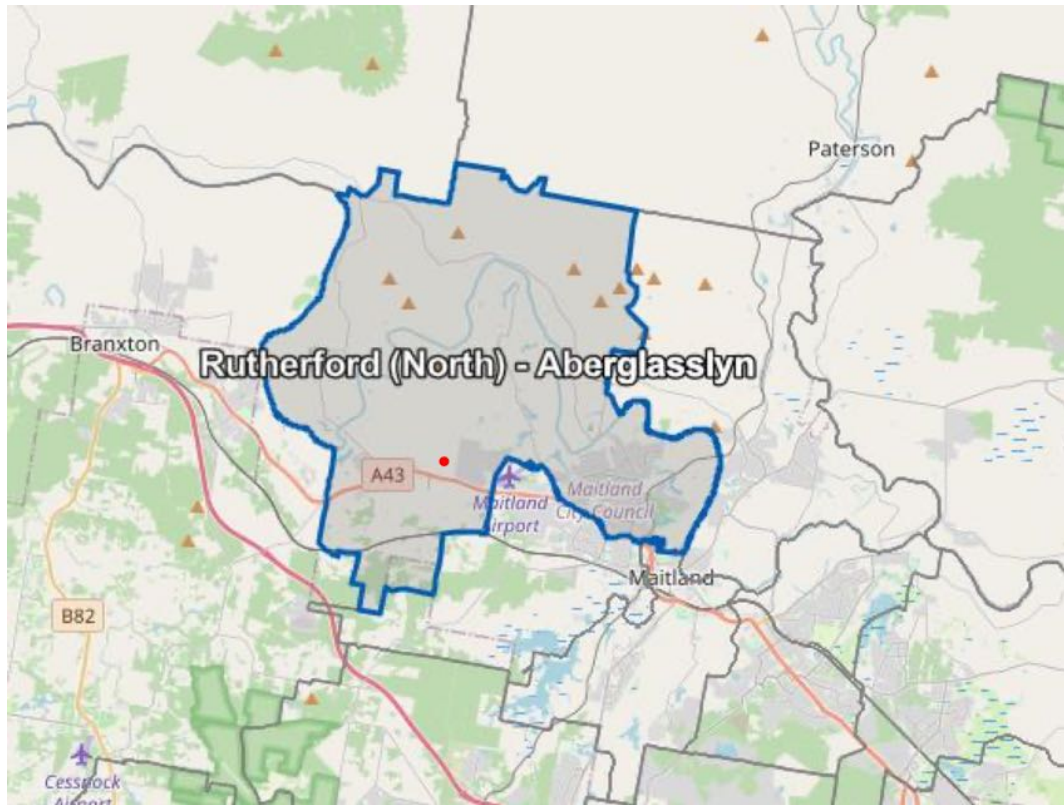 Paterson
Branxton
Rutherford (North) - Aberglasslyn
A43
Maitland
Airport
Maitland
City Council
Maitland
B82
Cessnock
Airport